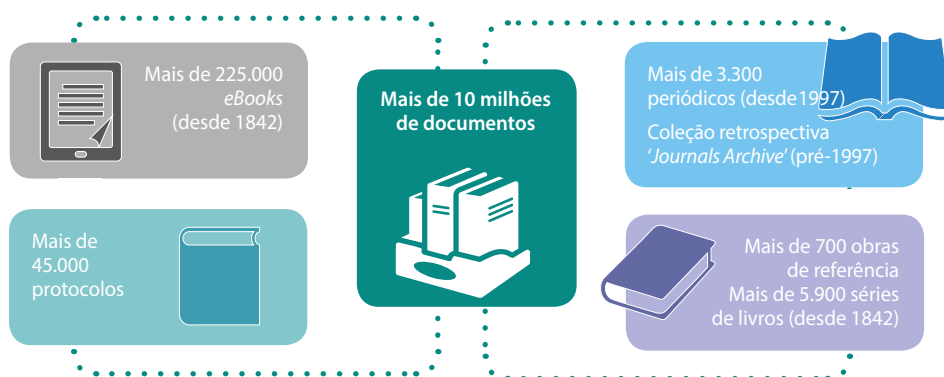 Mais de 225.000
eBooks
(desde 1842)
Mais de
45.000
protocolos
Mais de 10 milhões
de documentos
Mais de 3.300
periódicos (desde 1997)
Coleção retrospectiva
‘Journals Archive’ (pré-1997)
Mais de 700 obras
de referência
Mais de 5.900 séries
de livros (desde 1842)